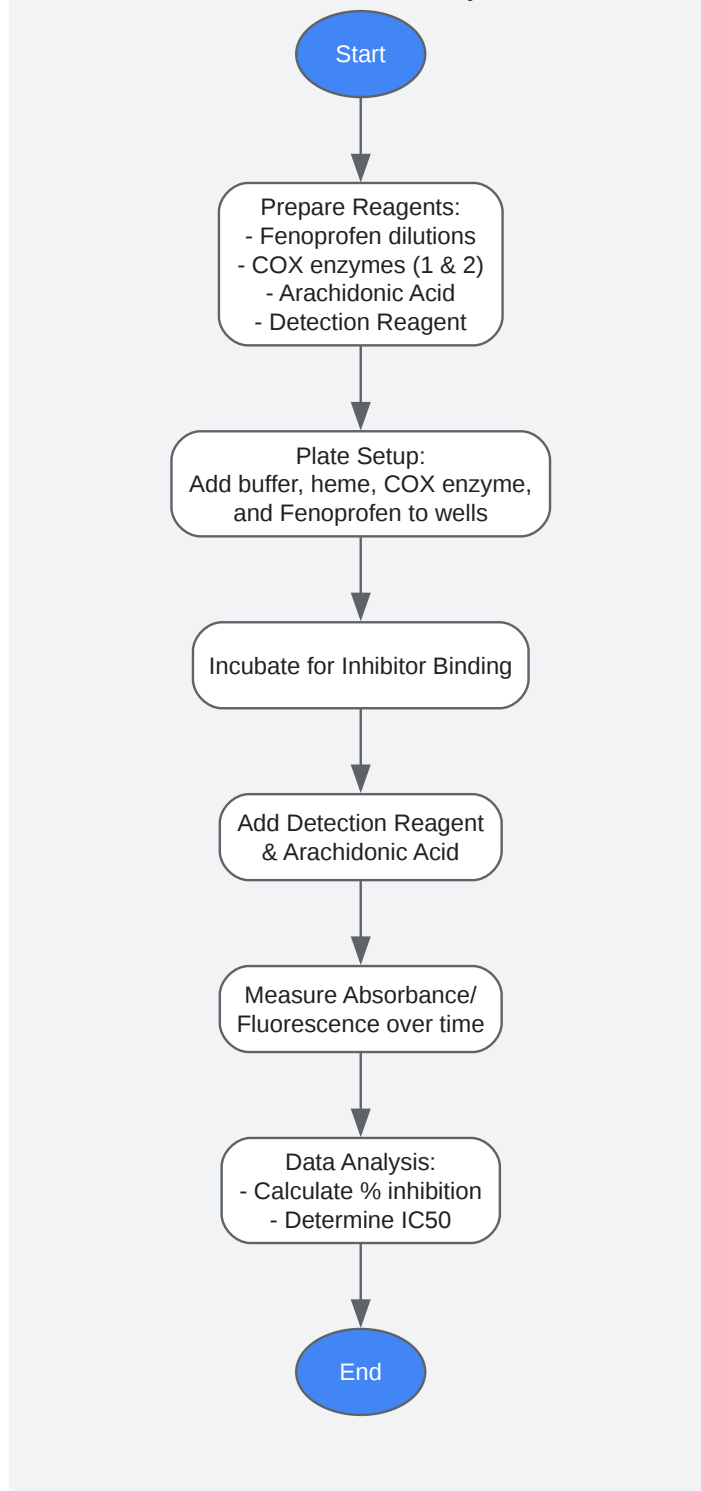 Start
Prepare Reagents:
- Fenoprofen dilutions
- COX enzymes (1 & 2)
- Arachidonic Acid
- Detection Reagent
Plate Setup:
Add buffer, heme, COX enzyme,
and Fenoprofen to wells
Incubate for Inhibitor Binding
Add Detection Reagent
& Arachidonic Acid
Measure Absorbance/
Fluorescence over time
Data Analysis:
- Calculate % inhibition
- Determine IC50
End